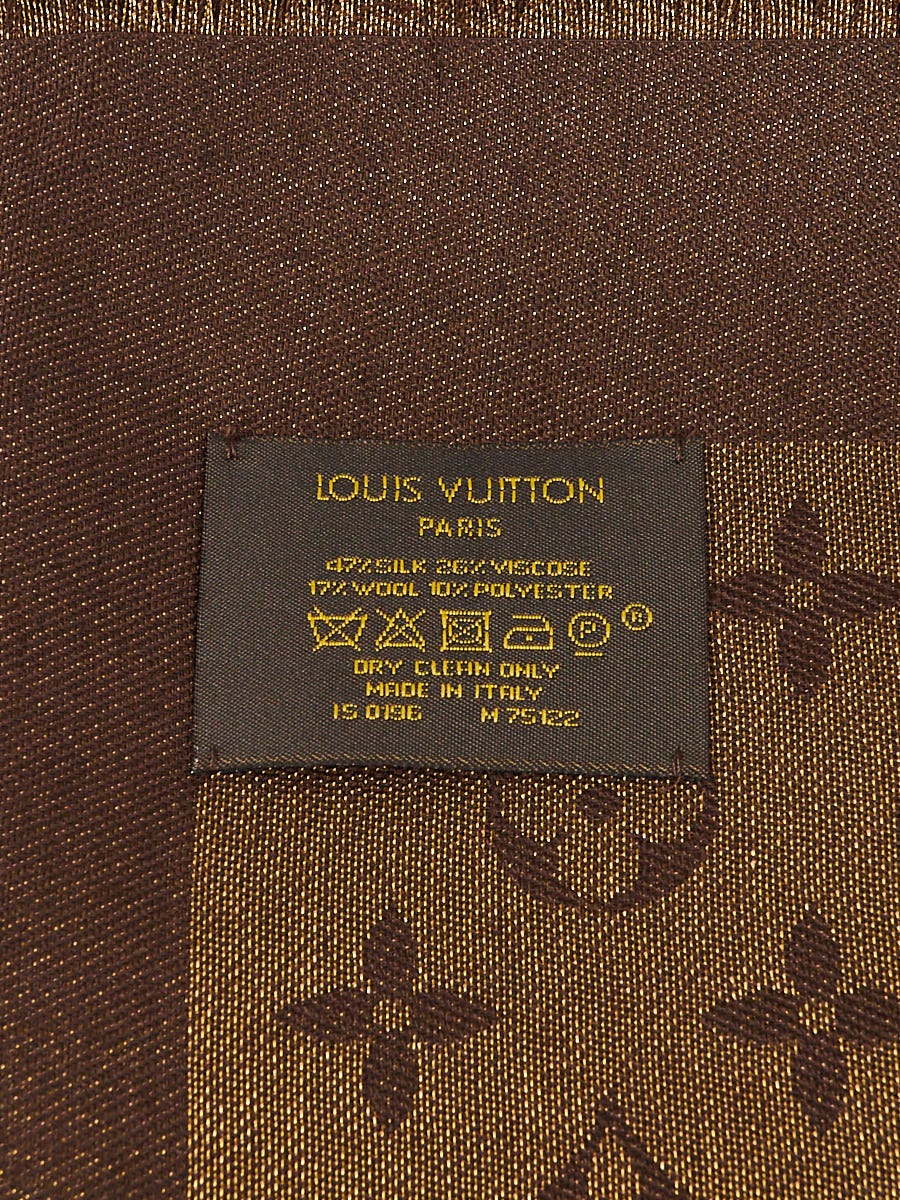 LOUIS VUITTON
PARIS
47% SILK 26% VISCOSE
17% WOOL 10% POLYESTER
P ®
DRY CLEAN ONLY
MADE IN ITALY
IS 0196 M 75122